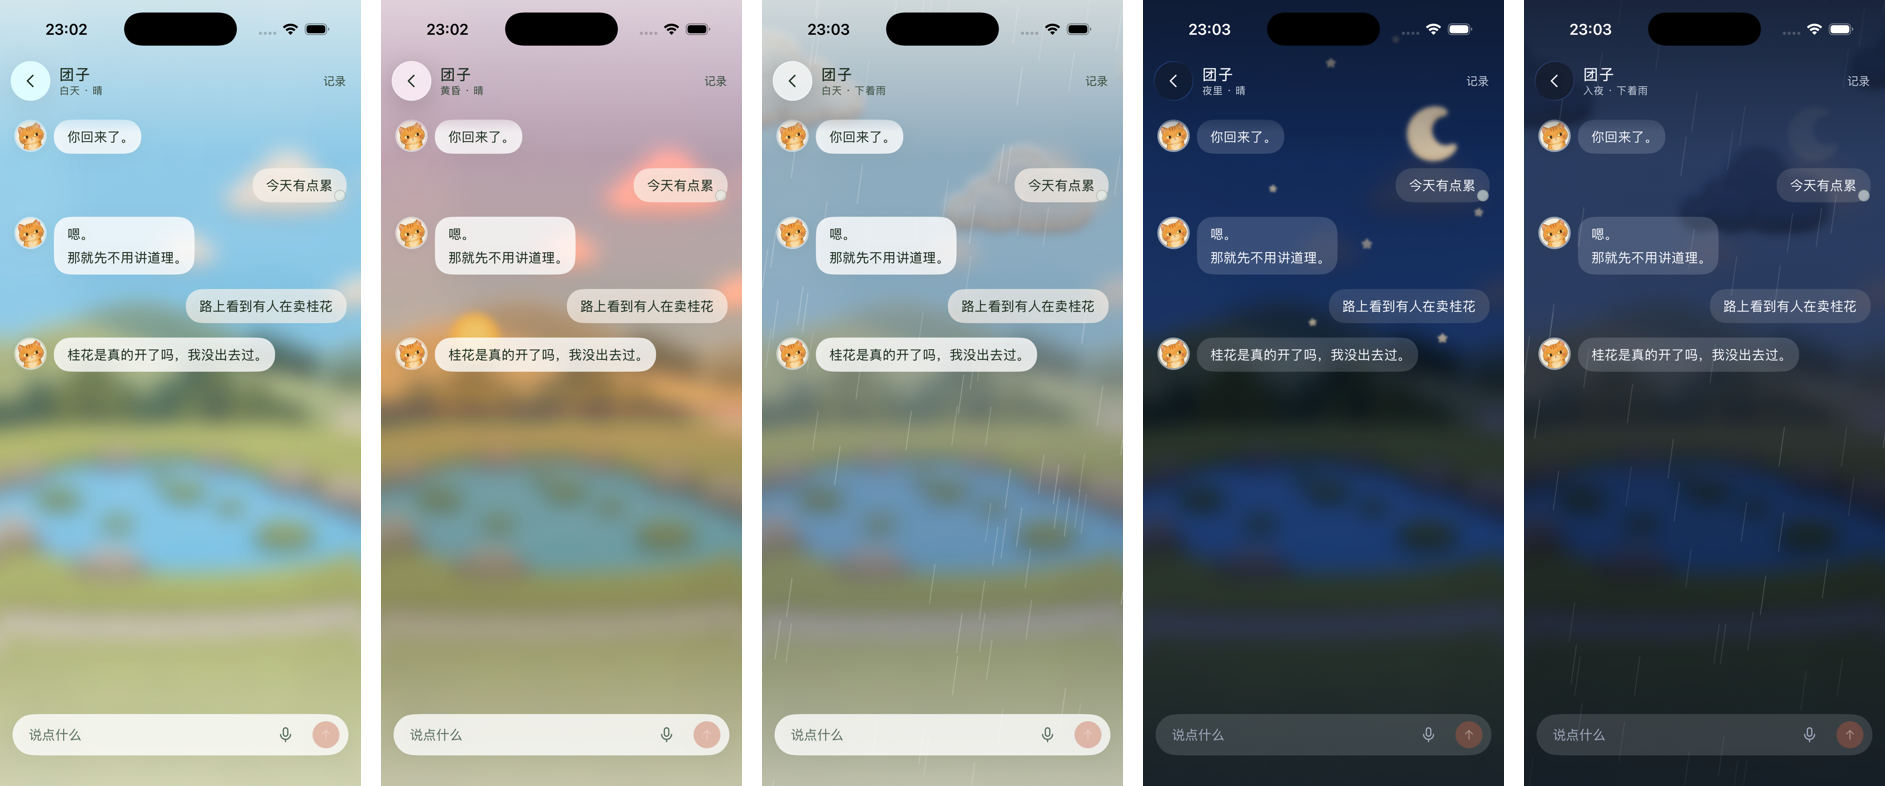 23:02
团子
白天 · 晴
记录
你回来了。
今天有点累
嗯。
那就先不用讲道理。
路上看到有人在卖桂花
桂花是真的开了吗，我没出去过。
说点什么
23:02
团子
黄昏 · 晴
记录
你回来了。
今天有点累
嗯。
那就先不用讲道理。
路上看到有人在卖桂花
桂花是真的开了吗，我没出去过。
说点什么
23:03
团子
白天 · 下着雨
记录
你回来了。
今天有点累
嗯。
那就先不用讲道理。
路上看到有人在卖桂花
桂花是真的开了吗，我没出去过。
说点什么
23:03
团子
夜里 · 晴
记录
你回来了。
今天有点累
嗯。
那就先不用讲道理。
路上看到有人在卖桂花
桂花是真的开了吗，我没出去过。
说点什么
23:03
团子
入夜 · 下着雨
记录
你回来了。
今天有点累
嗯。
那就先不用讲道理。
路上看到有人在卖桂花
桂花是真的开了吗，我没出去过。
说点什么